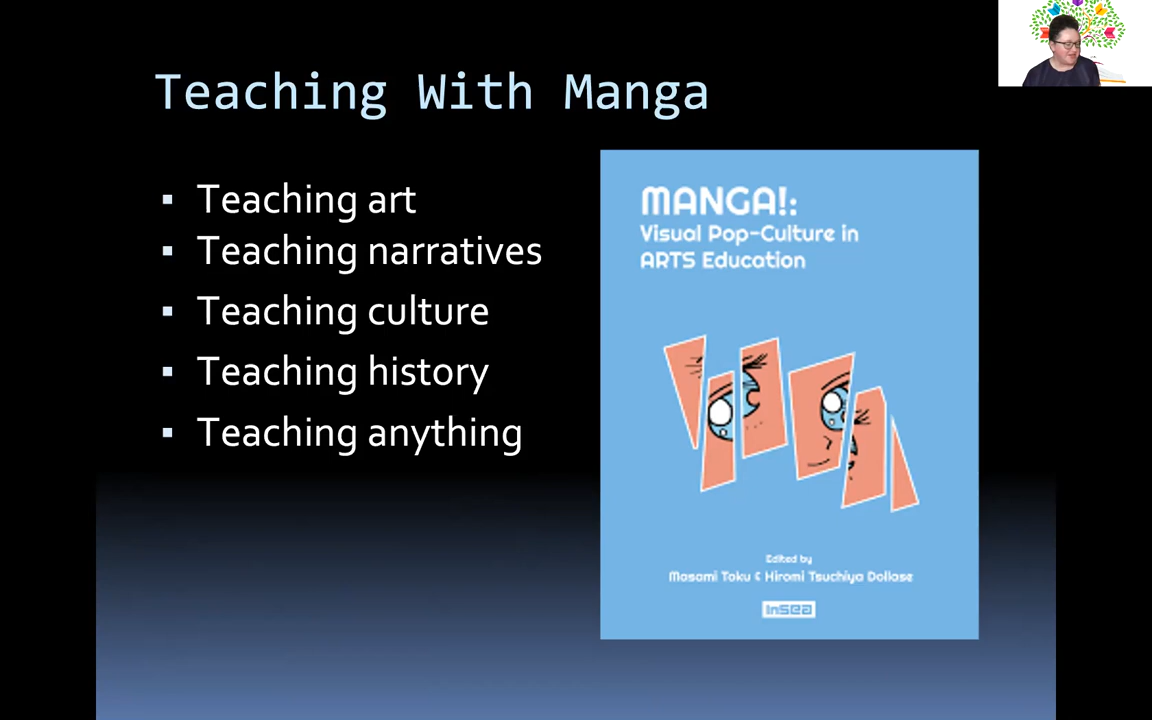 Teaching With Manga
▪ Teaching art
▪ Teaching narratives
▪ Teaching culture
▪ Teaching history
▪ Teaching anything
MANGA!:
Visual Pop-Culture in
ARTS Education
Edited by
Masami Toku & Hiromi Tsuchiya Dollase
InSEA